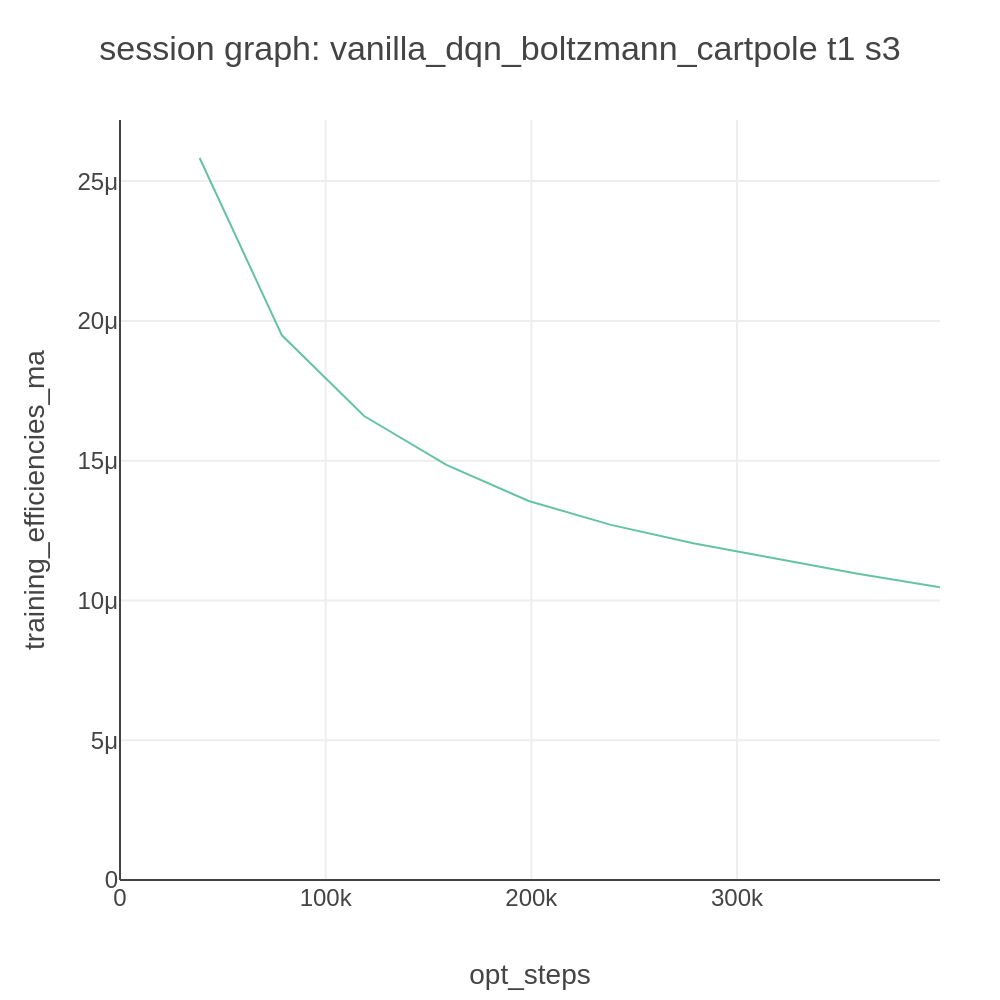 session graph: vanilla_dqn_boltzmann_cartpole t1 s3
training_efficiencies_ma
25μ
20μ
15μ
10μ
5μ
0
0
100k
200k
300k
opt_steps